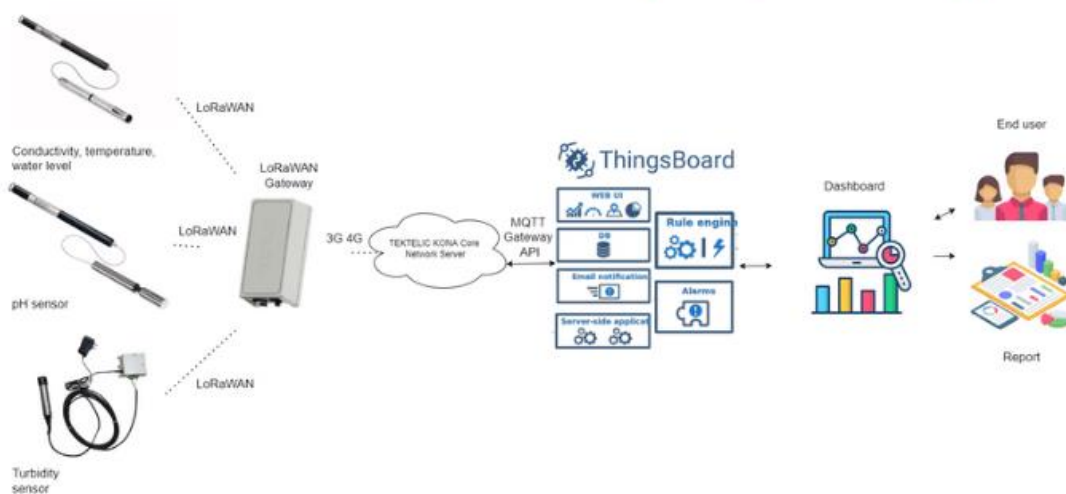 LoRaWAN
Conductivity, temperature,
water level
LoRaWAN
Gateway
LoRaWAN
pH sensor
LoRaWAN
Turbidity
sensor
3G 4G
TEKTELIC KONA Core
Network Server
MQTT
Gateway
API
ThingsBoard
WEB UI
DB
Email notification
Server-side applicat
Rule engin
Alarms
Dashboard
End user
Report